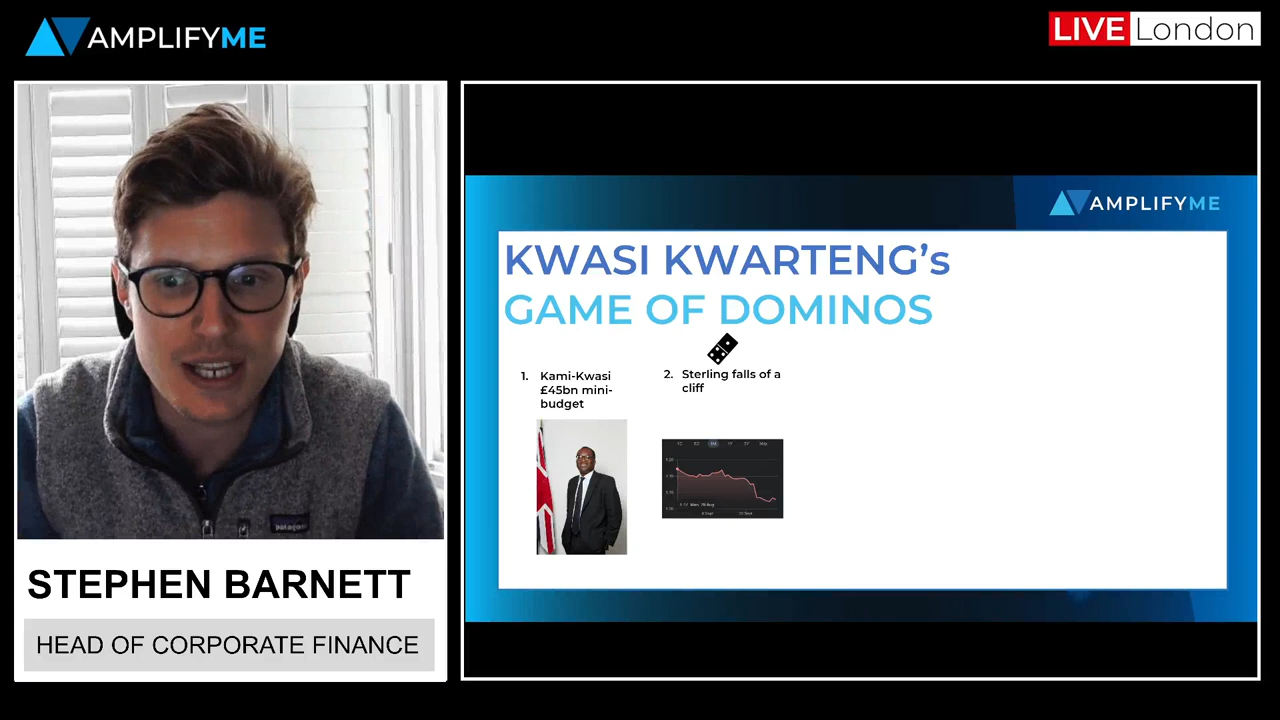 AMPLIFYME
LIVE London
AMPLIFYME
KWASI KWARTENG's
GAME OF DOMINOS
1. Kami-Kwasi
£45bn mini-
budget
2. Sterling falls of a
cliff
patagonia
STEPHEN BARNETT
HEAD OF CORPORATE FINANCE